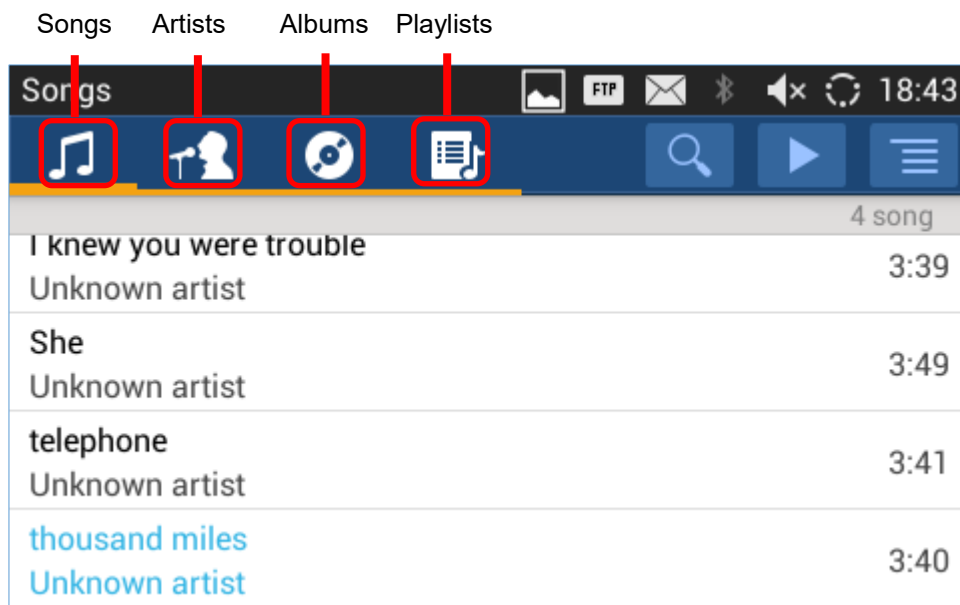 Songs Artists Albums Playlists
Songs FTP 18:43
4 song
I knew you were trouble
Unknown artist
3:39
She
Unknown artist
3:49
telephone
Unknown artist
3:41
thousand miles
Unknown artist
3:40